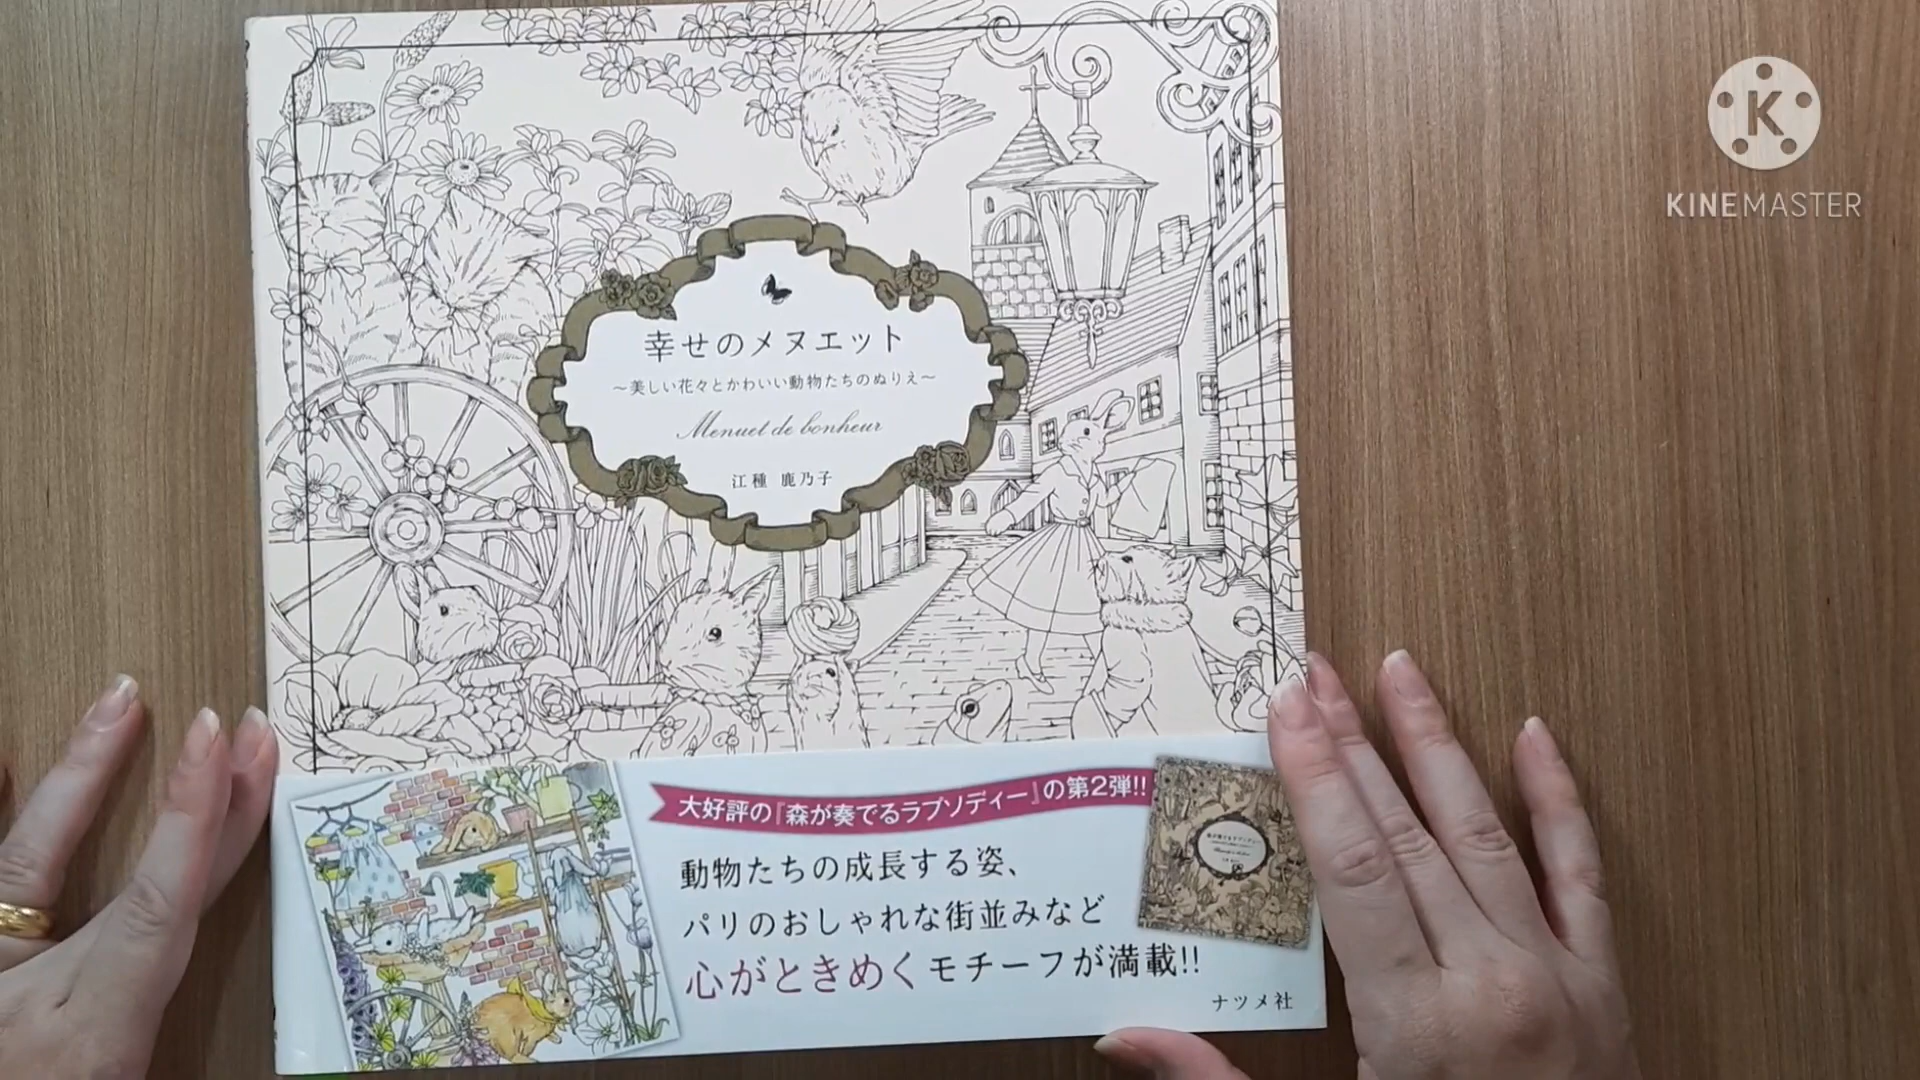 K
KINEMASTER
幸せのメヌエット
～美しい花々とかわいい動物たちのぬりえ～
Menuet de bonheur
江種 鹿乃子
大好評の『森が奏でるラプソディー』の第2弾!!
動物たちの成長する姿、
パリのおしゃれな街並みなど
心がときめくモチーフが満載!!
ナツメ社